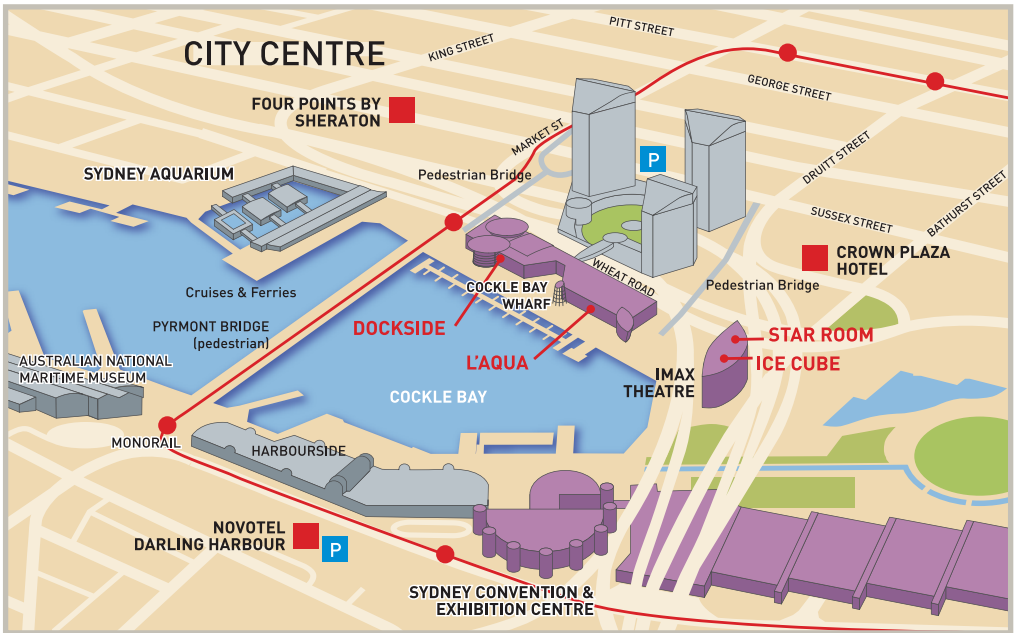 PITT STREET
KING STREET
CITY CENTRE
GEORGE STREET
FOUR POINTS BY
SHERATON
MARKET ST
P
DRUITT STREET
SYDNEY AQUARIUM
Pedestrian Bridge
BATHURST STREET
SUSSEX STREET
CROWN PLAZA
HOTEL
WHEAT ROAD
Pedestrian Bridge
Cruises & Ferries
COCKLE BAY
WHARF
PYRMONT BRIDGE
(pedestrian)
DOCKSIDE
STAR ROOM
L'AQUA
ICE CUBE
AUSTRALIAN NATIONAL
MARITIME MUSEUM
IMAX
THEATRE
COCKLE BAY
MONORAIL
HARBOURSIDE
NOVOTEL
DARLING HARBOUR
P
SYDNEY CONVENTION &
EXHIBITION CENTRE